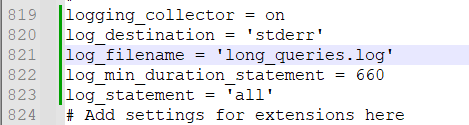 819 logging_collector = on
820 log_destination = 'stderr'
821 log_filename = 'long_queries.log'
822 log_min_duration_statement = 660
823 log_statement = 'all'
824 # Add settings for extensions here